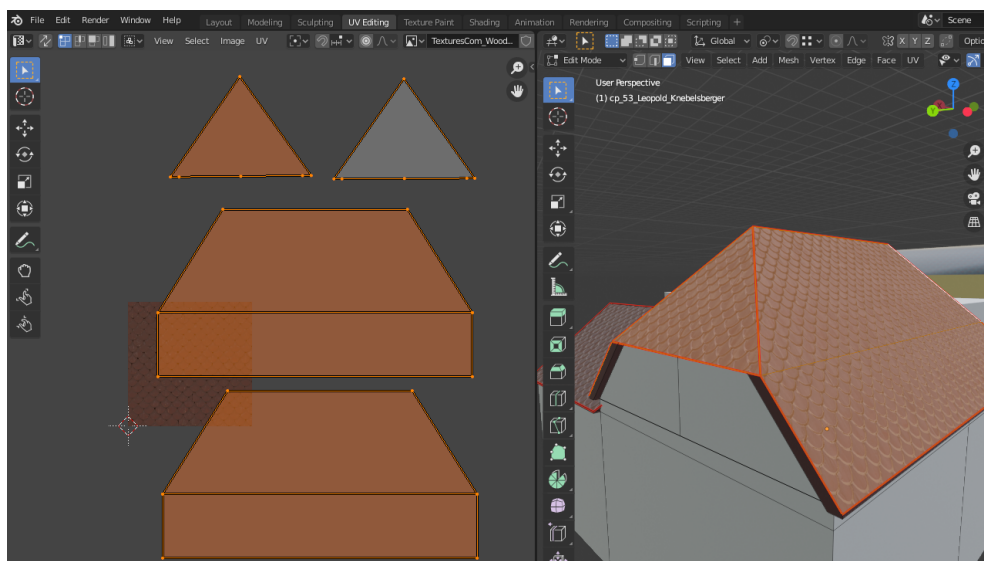 File Edit Render Window Help Layout Modeling Sculpting UV Editing Texture Paint Shading Animation Rendering Compositing Scripting + Scene
View Select Image UV TexturesCom_Wood... Global X Y Z Optio
Edit Mode View Select Add Mesh Vertex Edge Face UV
User Perspective
(1) cp_53_Leopold_Knebelsberger
Z
Y